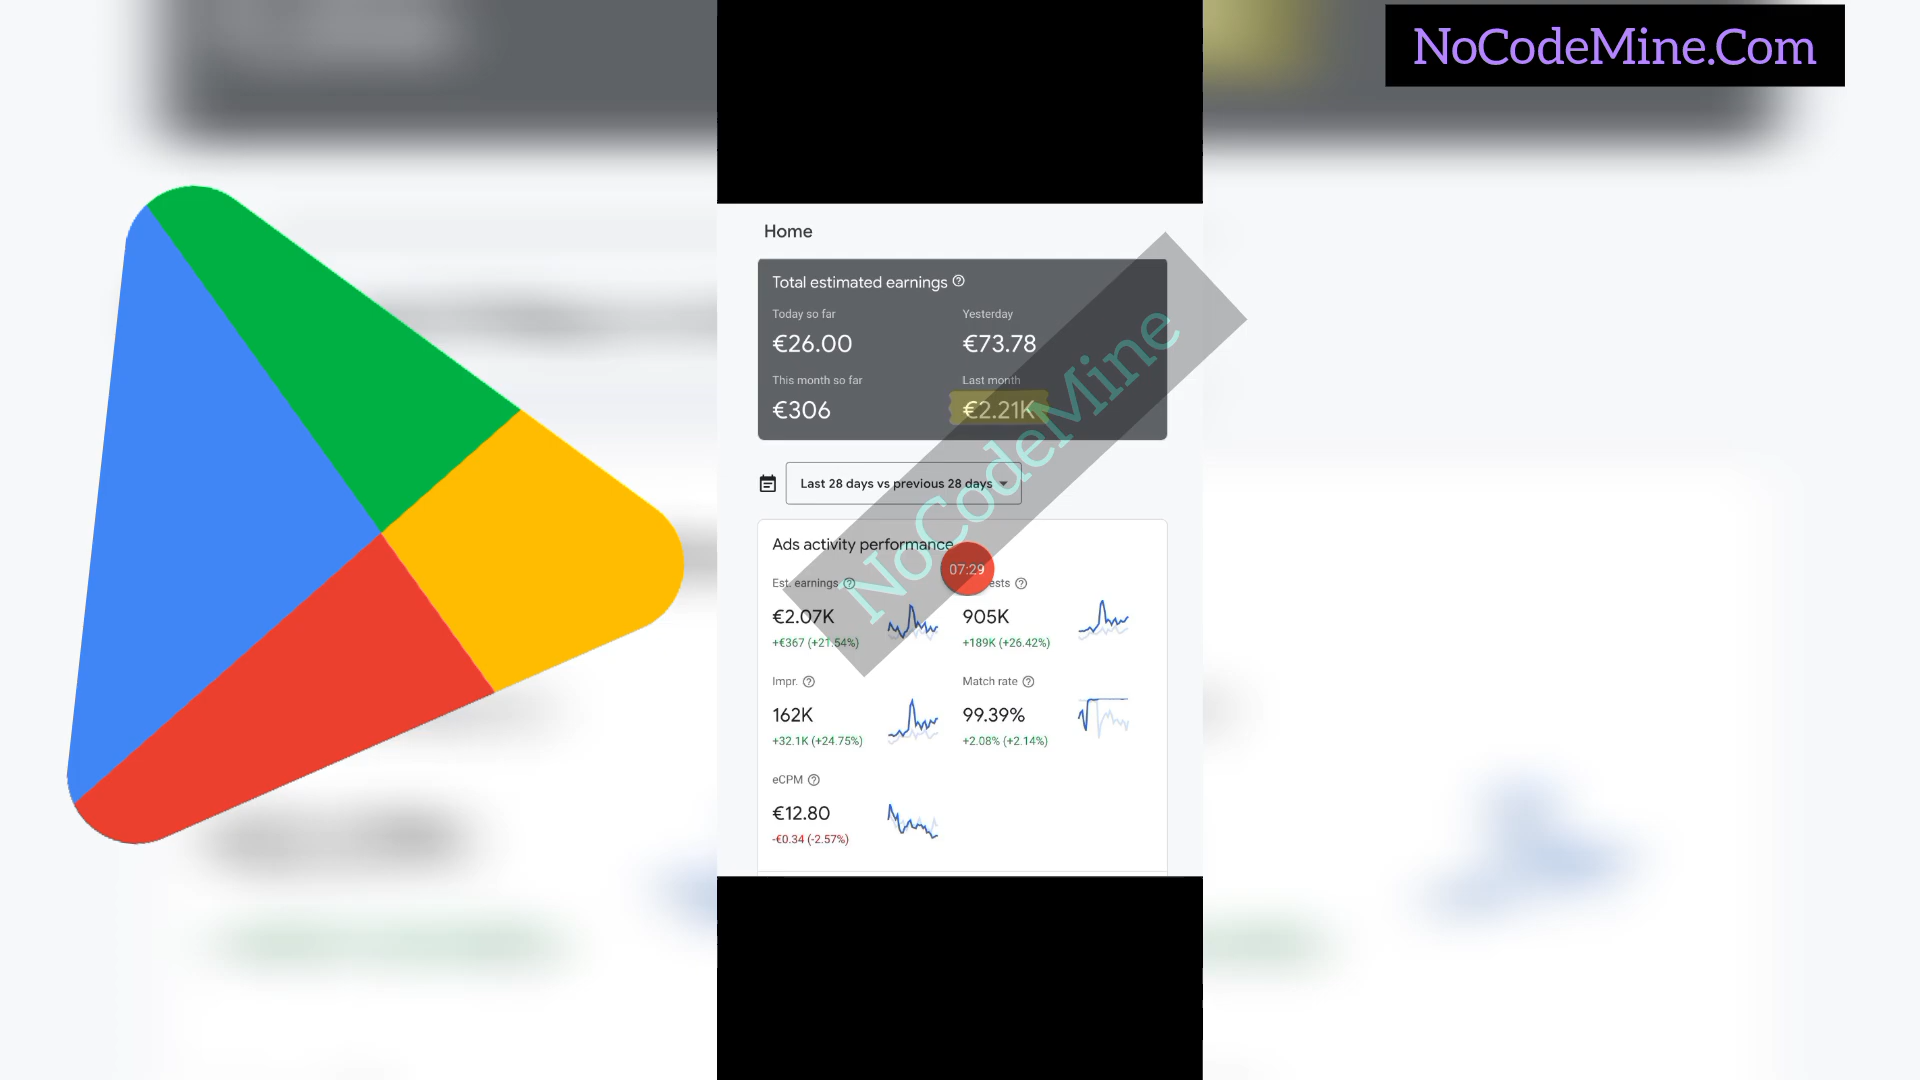 NoCodeMine.Com
Home
Total estimated earnings
Today so far
Yesterday
€26.00
€73.78
This month so far
Last month
€306
€2.21K
Last 28 days vs previous 28 days
NoCodeMine
Ads activity performance
07:29
Est. earnings
ests
€2.07K
905K
+€367 (+21.54%)
+189K (+26.42%)
Impr.
Match rate
162K
99.39%
+32.1K (+24.75%)
+2.08% (+2.14%)
eCPM
€12.80
-€0.34 (-2.57%)